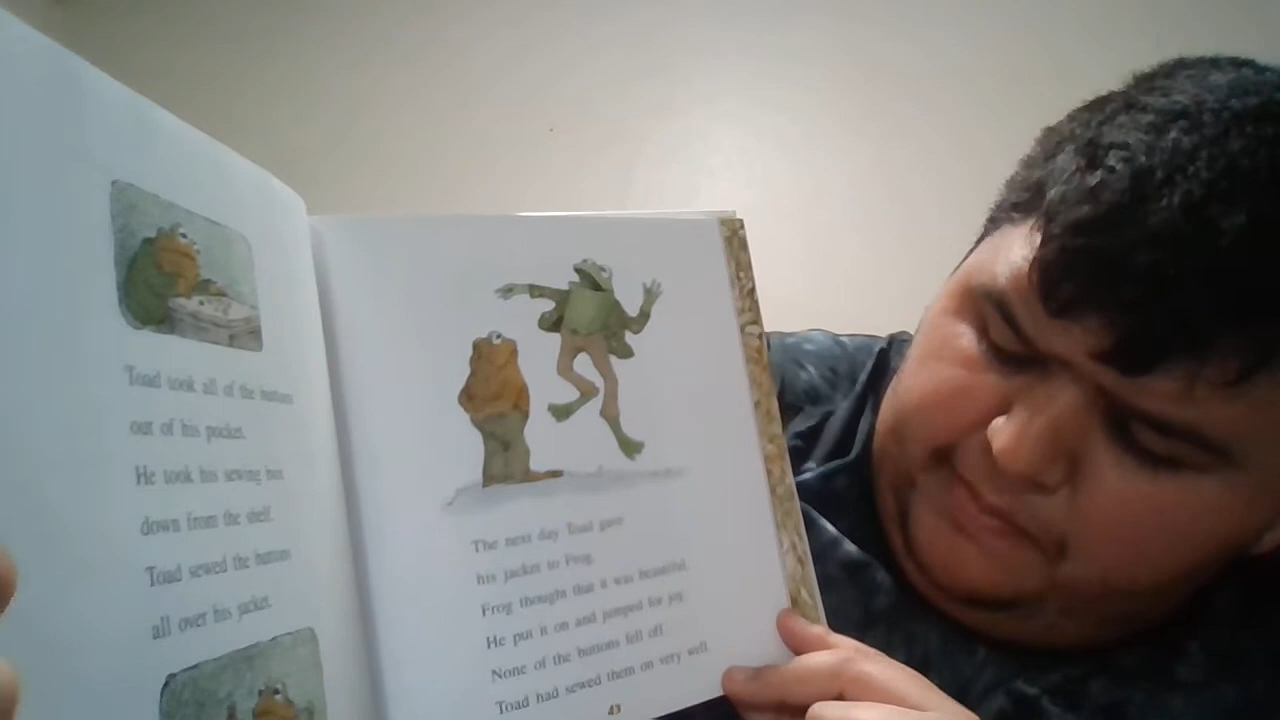 Toad took all of the buttons
out of his pocket.
He took his sewing box
down from the shelf.
Toad sewed the buttons
all over his jacket.
The next day Toad gave
his jacket to Frog.
Frog thought that it was beautiful.
He put it on and jumped for joy.
None of the buttons fell off.
Toad had sewed them on very well.
43